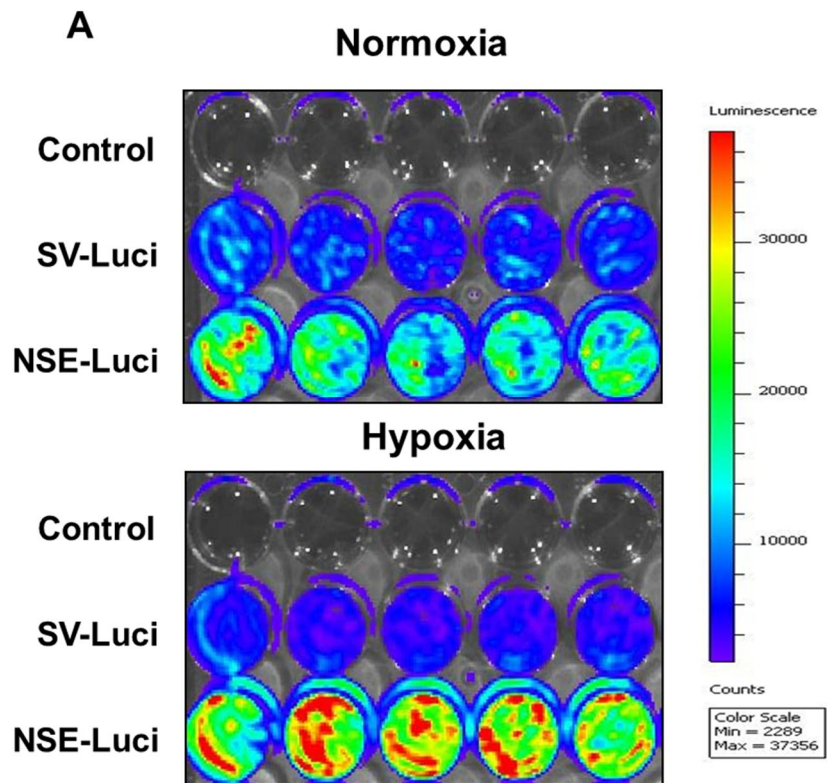 A
Normoxia
Control
SV-Luci
NSE-Luci
Hypoxia
Control
SV-Luci
NSE-Luci
Luminescence
30000
20000
10000
Counts
Color Scale
Min = 2289
Max = 37356